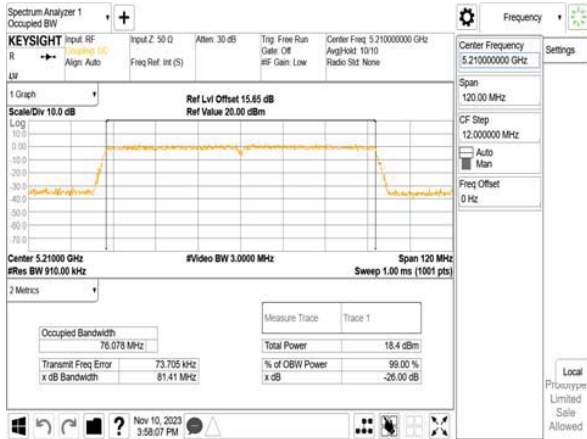 Spectrum Analyzer 1
Occupied BW
+
Frequency
KEYSIGHT
Input: RF
Input Z: 50 Ω
Atten: 30 dB
Trig: Free Run
Center Freq: 5.210000000 GHz
R
Coupling: DC
Gate: Off
Avg|Hold: 10/10
Align: Auto
Freq Ref: Int (S)
#IF Gain: Low
Radio Std: None
Center Frequency
5.210000000 GHz
Settings
Span
120.00 MHz
CF Step
12.000000 MHz
Auto
Man
Freq Offset
0 Hz
1 Graph
Ref Lvl Offset 15.65 dB
Scale/Div 10.0 dB
Ref Value 20.00 dBm
Log
10.0
0.00
-10.0
-20.0
-30.0
-40.0
-50.0
-60.0
-70.0
Center 5.21000 GHz
#Video BW 3.0000 MHz
Span 120 MHz
#Res BW 910.00 kHz
Sweep 1.00 ms (1001 pts)
2 Metrics
Measure Trace
Trace 1
Occupied Bandwidth
76.078 MHz
Total Power
18.4 dBm
Transmit Freq Error
73.705 kHz
% of OBW Power
99.00 %
x dB Bandwidth
81.41 MHz
x dB
-26.00 dB
Local
Prototype
Limited
Sale
Allowed
?
Nov 10, 2023
3:58:07 PM